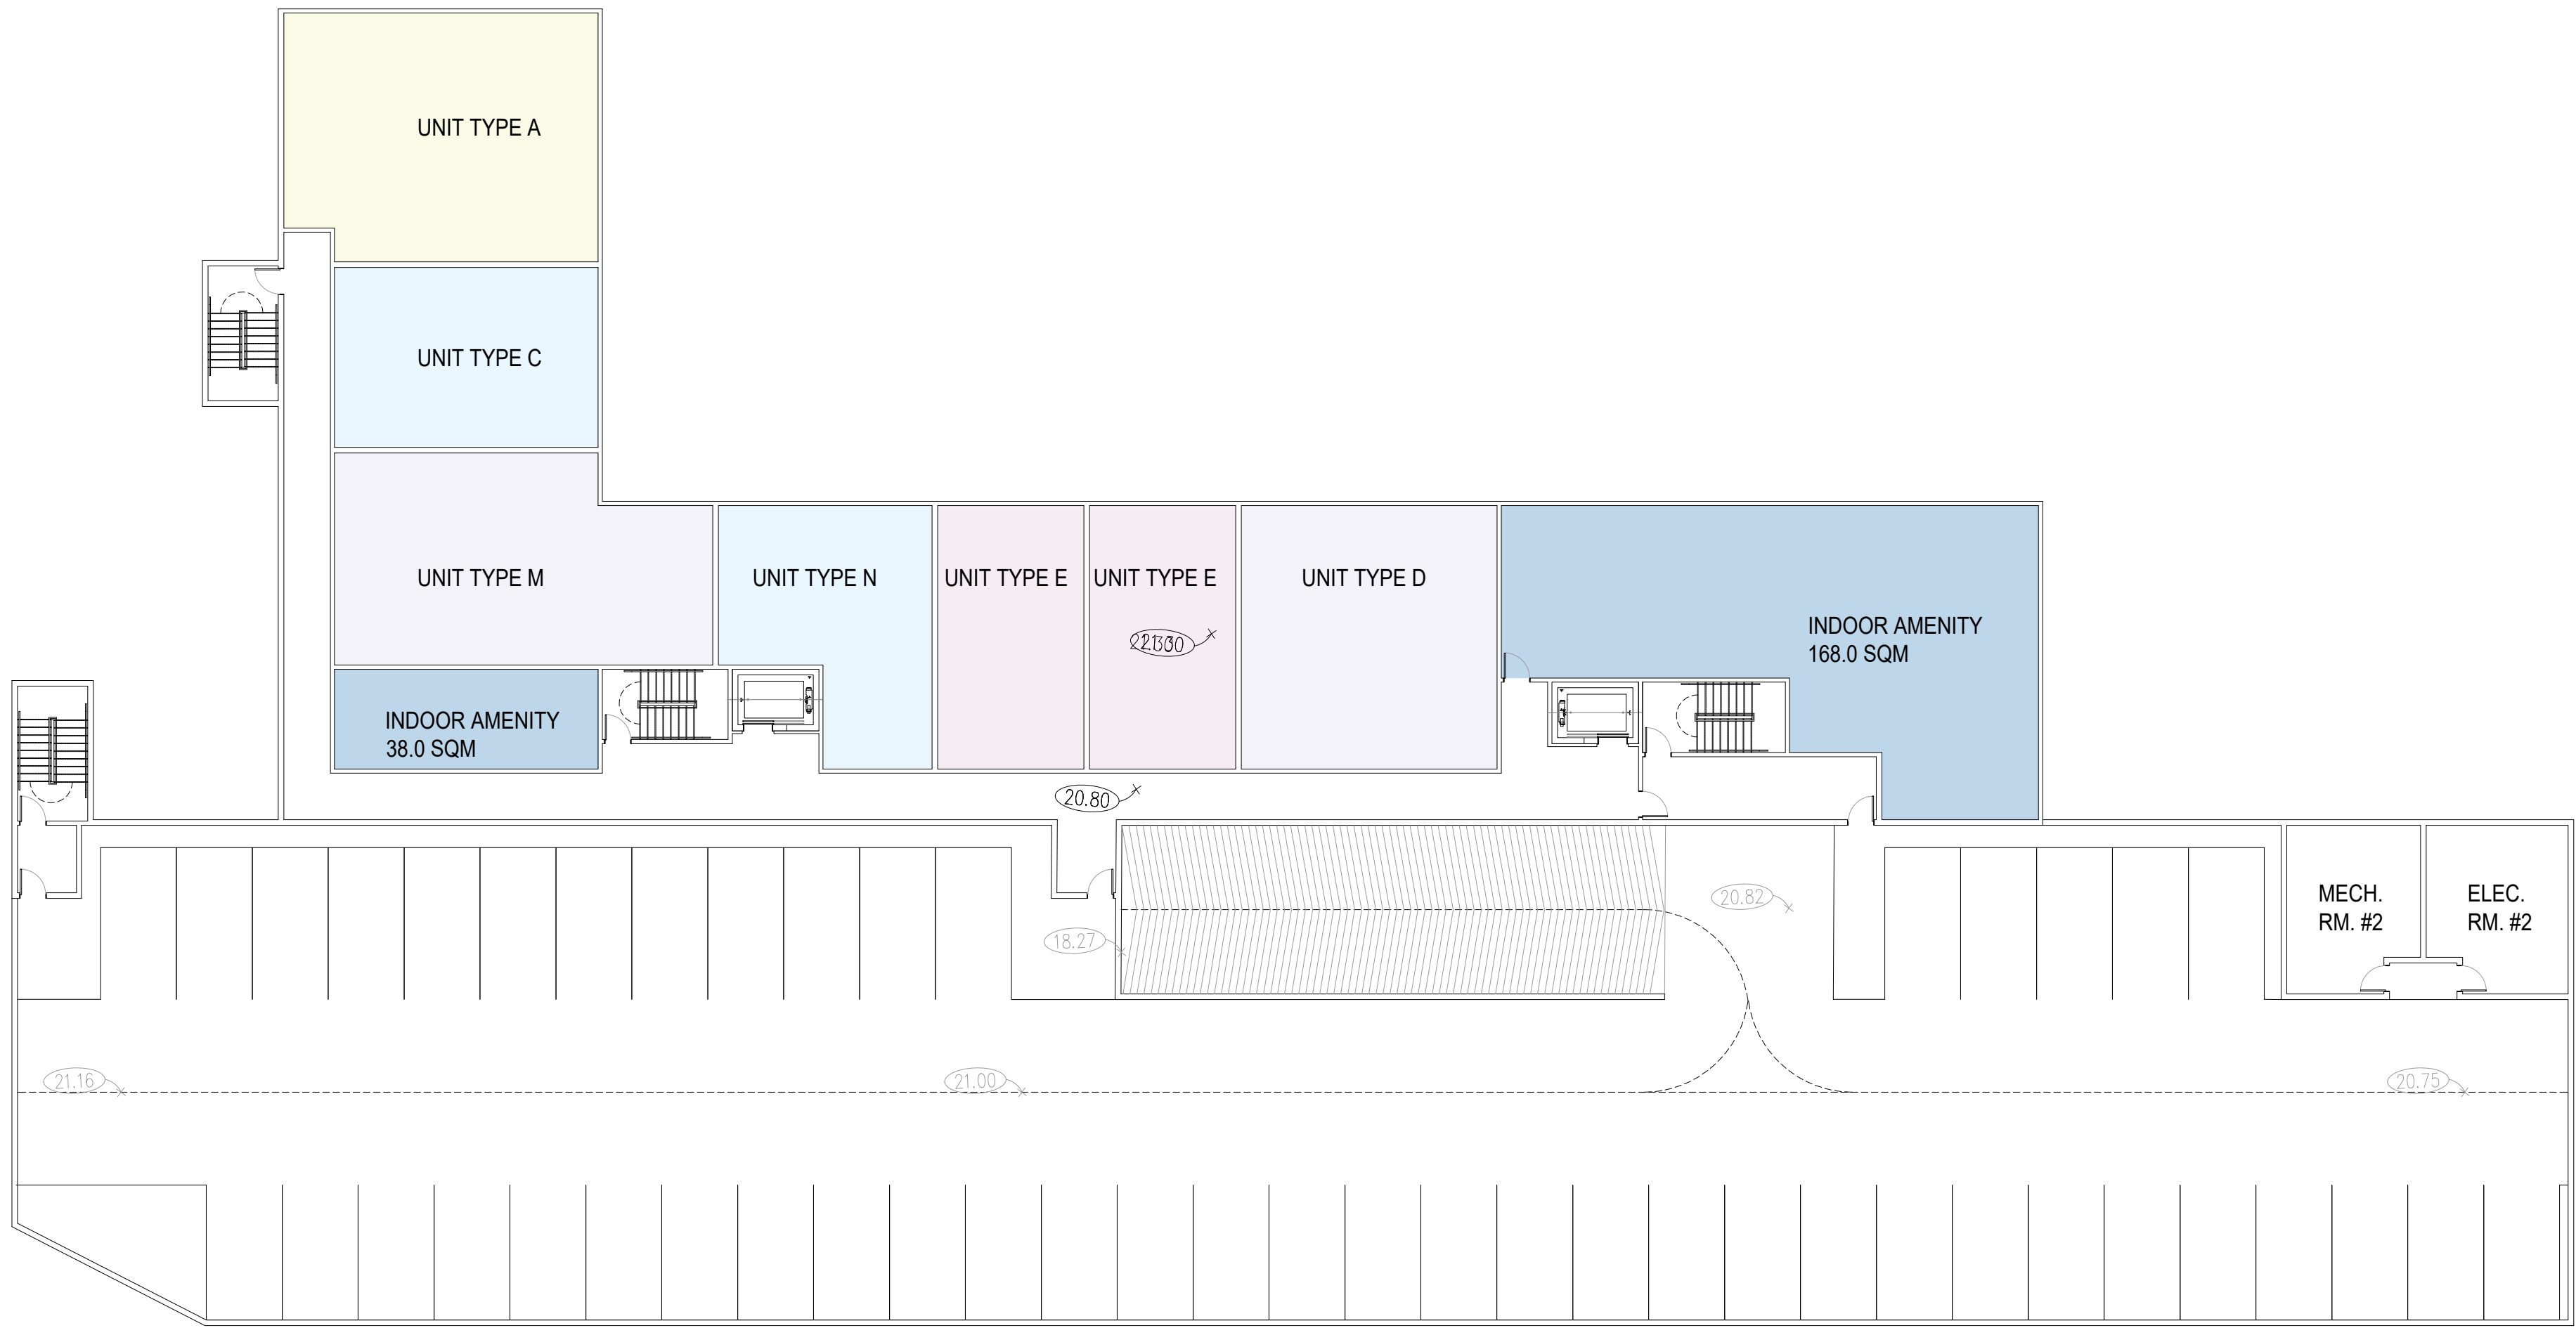 UNIT TYPE A
UNIT TYPE C
UNIT TYPE M
UNIT TYPE N
UNIT TYPE E
UNIT TYPE E
UNIT TYPE D
INDOOR AMENITY
168.0 SQM
INDOOR AMENITY
38.0 SQM
20.80
20.82
18.27
MECH.
RM. #2
ELEC.
RM. #2
21.16
21.00
20.75